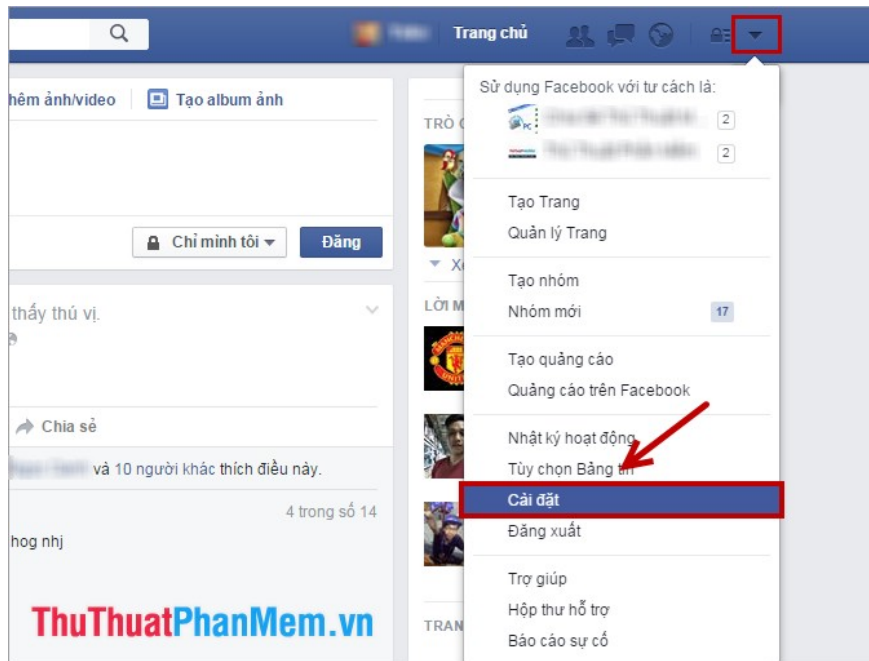 Trang chủ
hêm ảnh/video
Tạo album ảnh
Chỉ mình tôi
Đăng
thấy thú vị.
Chia sẻ
và 10 người khác thích điều này.
4 trong số 14
hog nhj
ThuThuatPhanMem.vn
TRÒ C
Xe
LỜI M
TRAN
Sử dụng Facebook với tư cách là:
2
2
Tạo Trang
Quản lý Trang
Tạo nhóm
Nhóm mới 17
Tạo quảng cáo
Quảng cáo trên Facebook
Nhật ký hoạt động
Tùy chọn Bảng tin
Cài đặt
Đăng xuất
Trợ giúp
Hộp thư hỗ trợ
Báo cáo sự cố